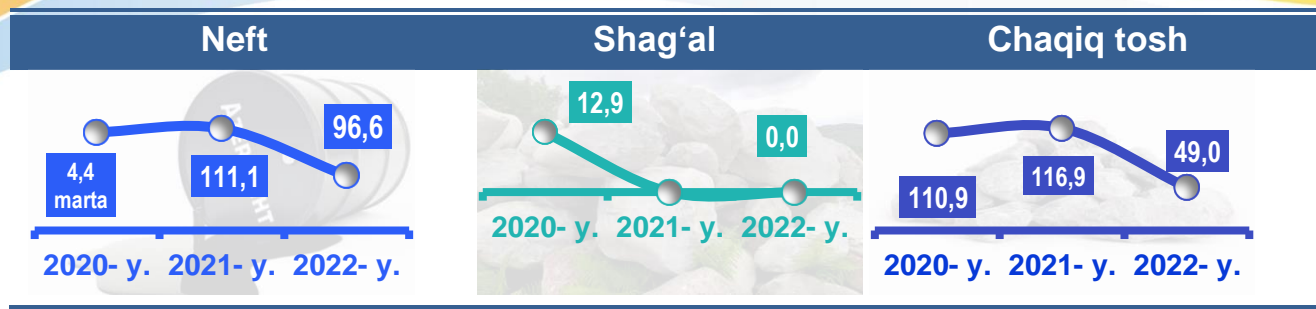 Neft
4,4
marta
111,1
96,6
2020- y. 2021- y. 2022- y.
Shag‘al
12,9
0,0
2020- y. 2021- y. 2022- y.
Chaqiq tosh
110,9
116,9
49,0
2020- y. 2021- y. 2022- y.